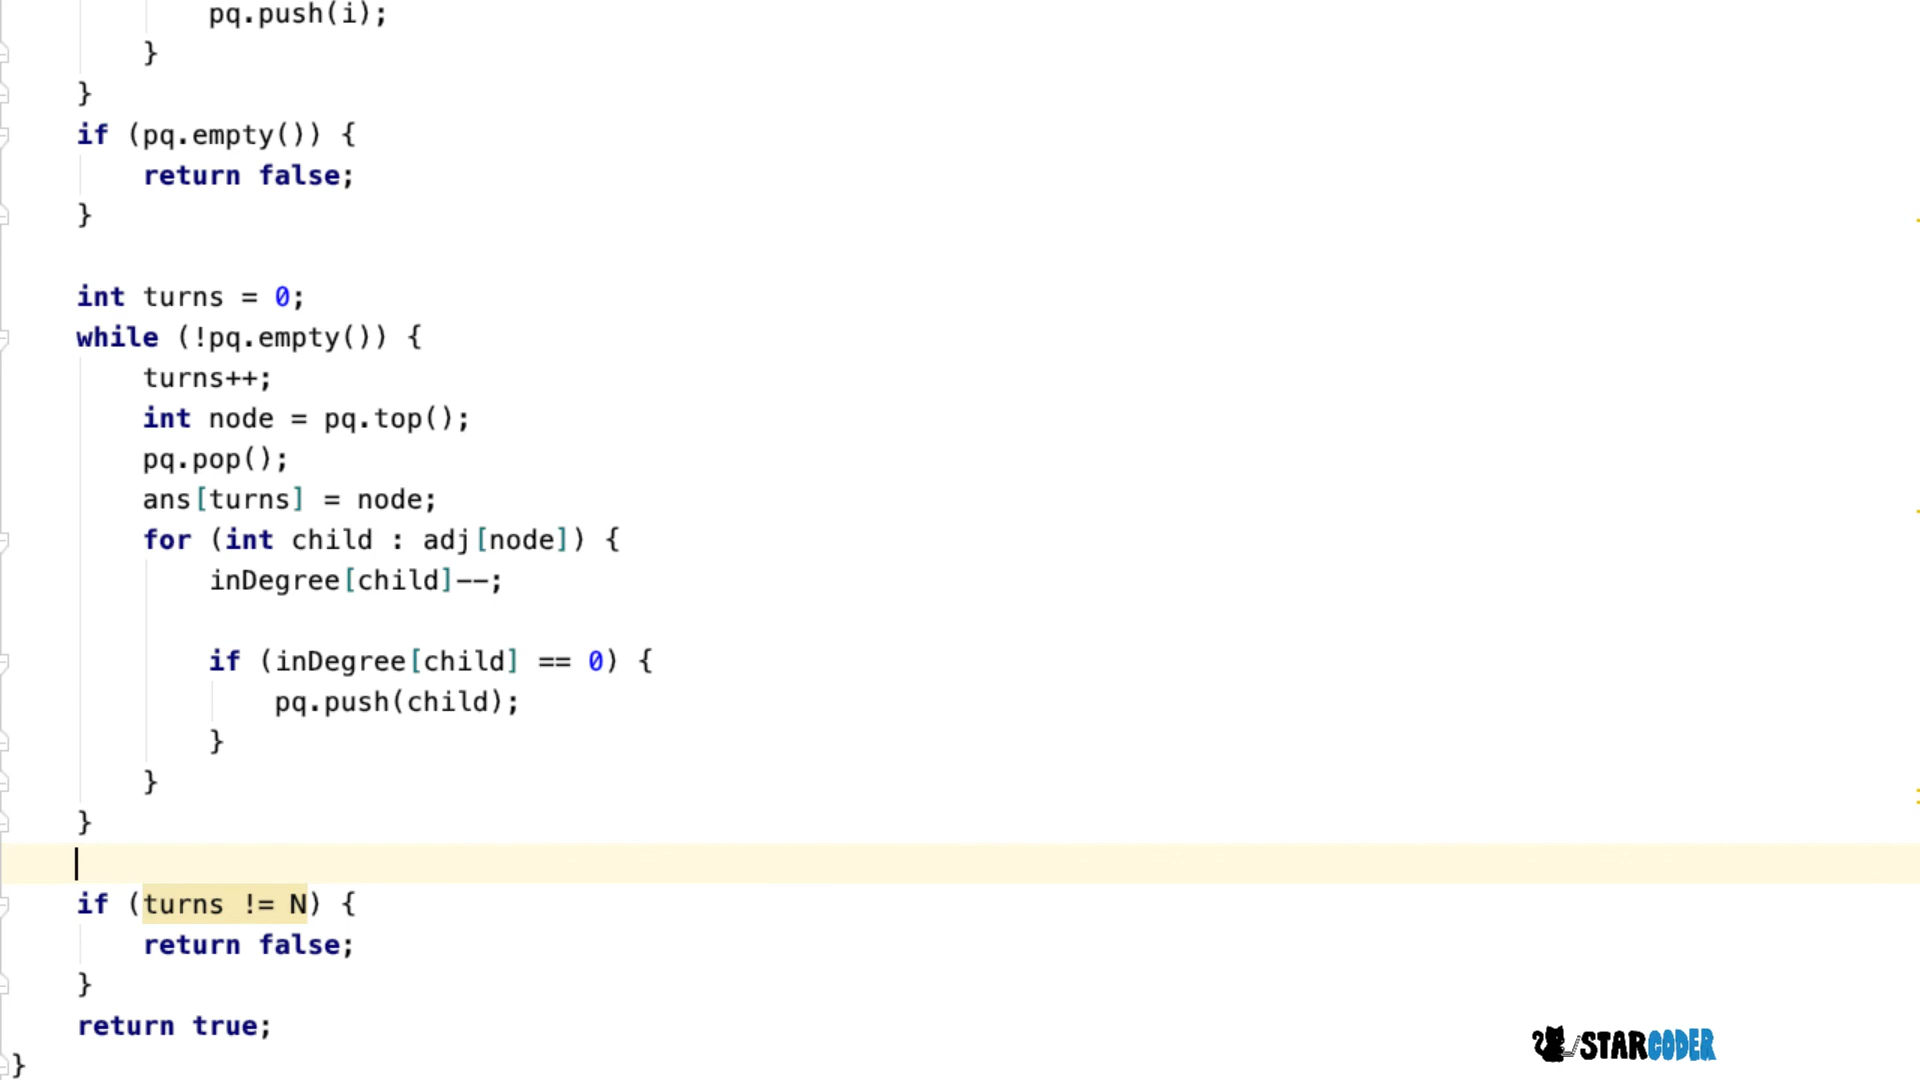 pq.push(i);
}
}
if (pq.empty()) {
return false;
}
int turns = 0;
while (!pq.empty()) {
turns++;
int node = pq.top();
pq.pop();
ans[turns] = node;
for (int child : adj[node]) {
inDegree[child]--;
if (inDegree[child] == 0) {
pq.push(child);
}
}
}
if (turns != N) {
return false;
}
return true;
}
STARCODER